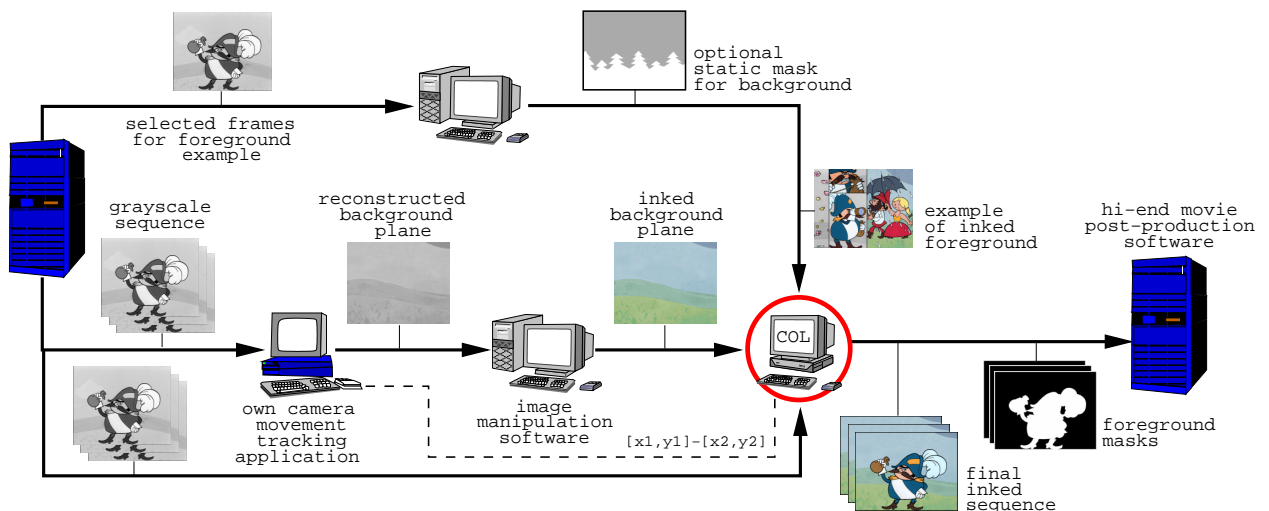 optional
static mask
for background
selected frames
for foreground
example
grayscale
sequence
reconstructed
background
plane
inked
background
plane
example
of inked
foreground
hi-end movie
post-production
software
COL
own camera
movement
tracking
application
image
manipulation
software
[x1,y1]-[x2,y2]
foreground
masks
final
inked
sequence